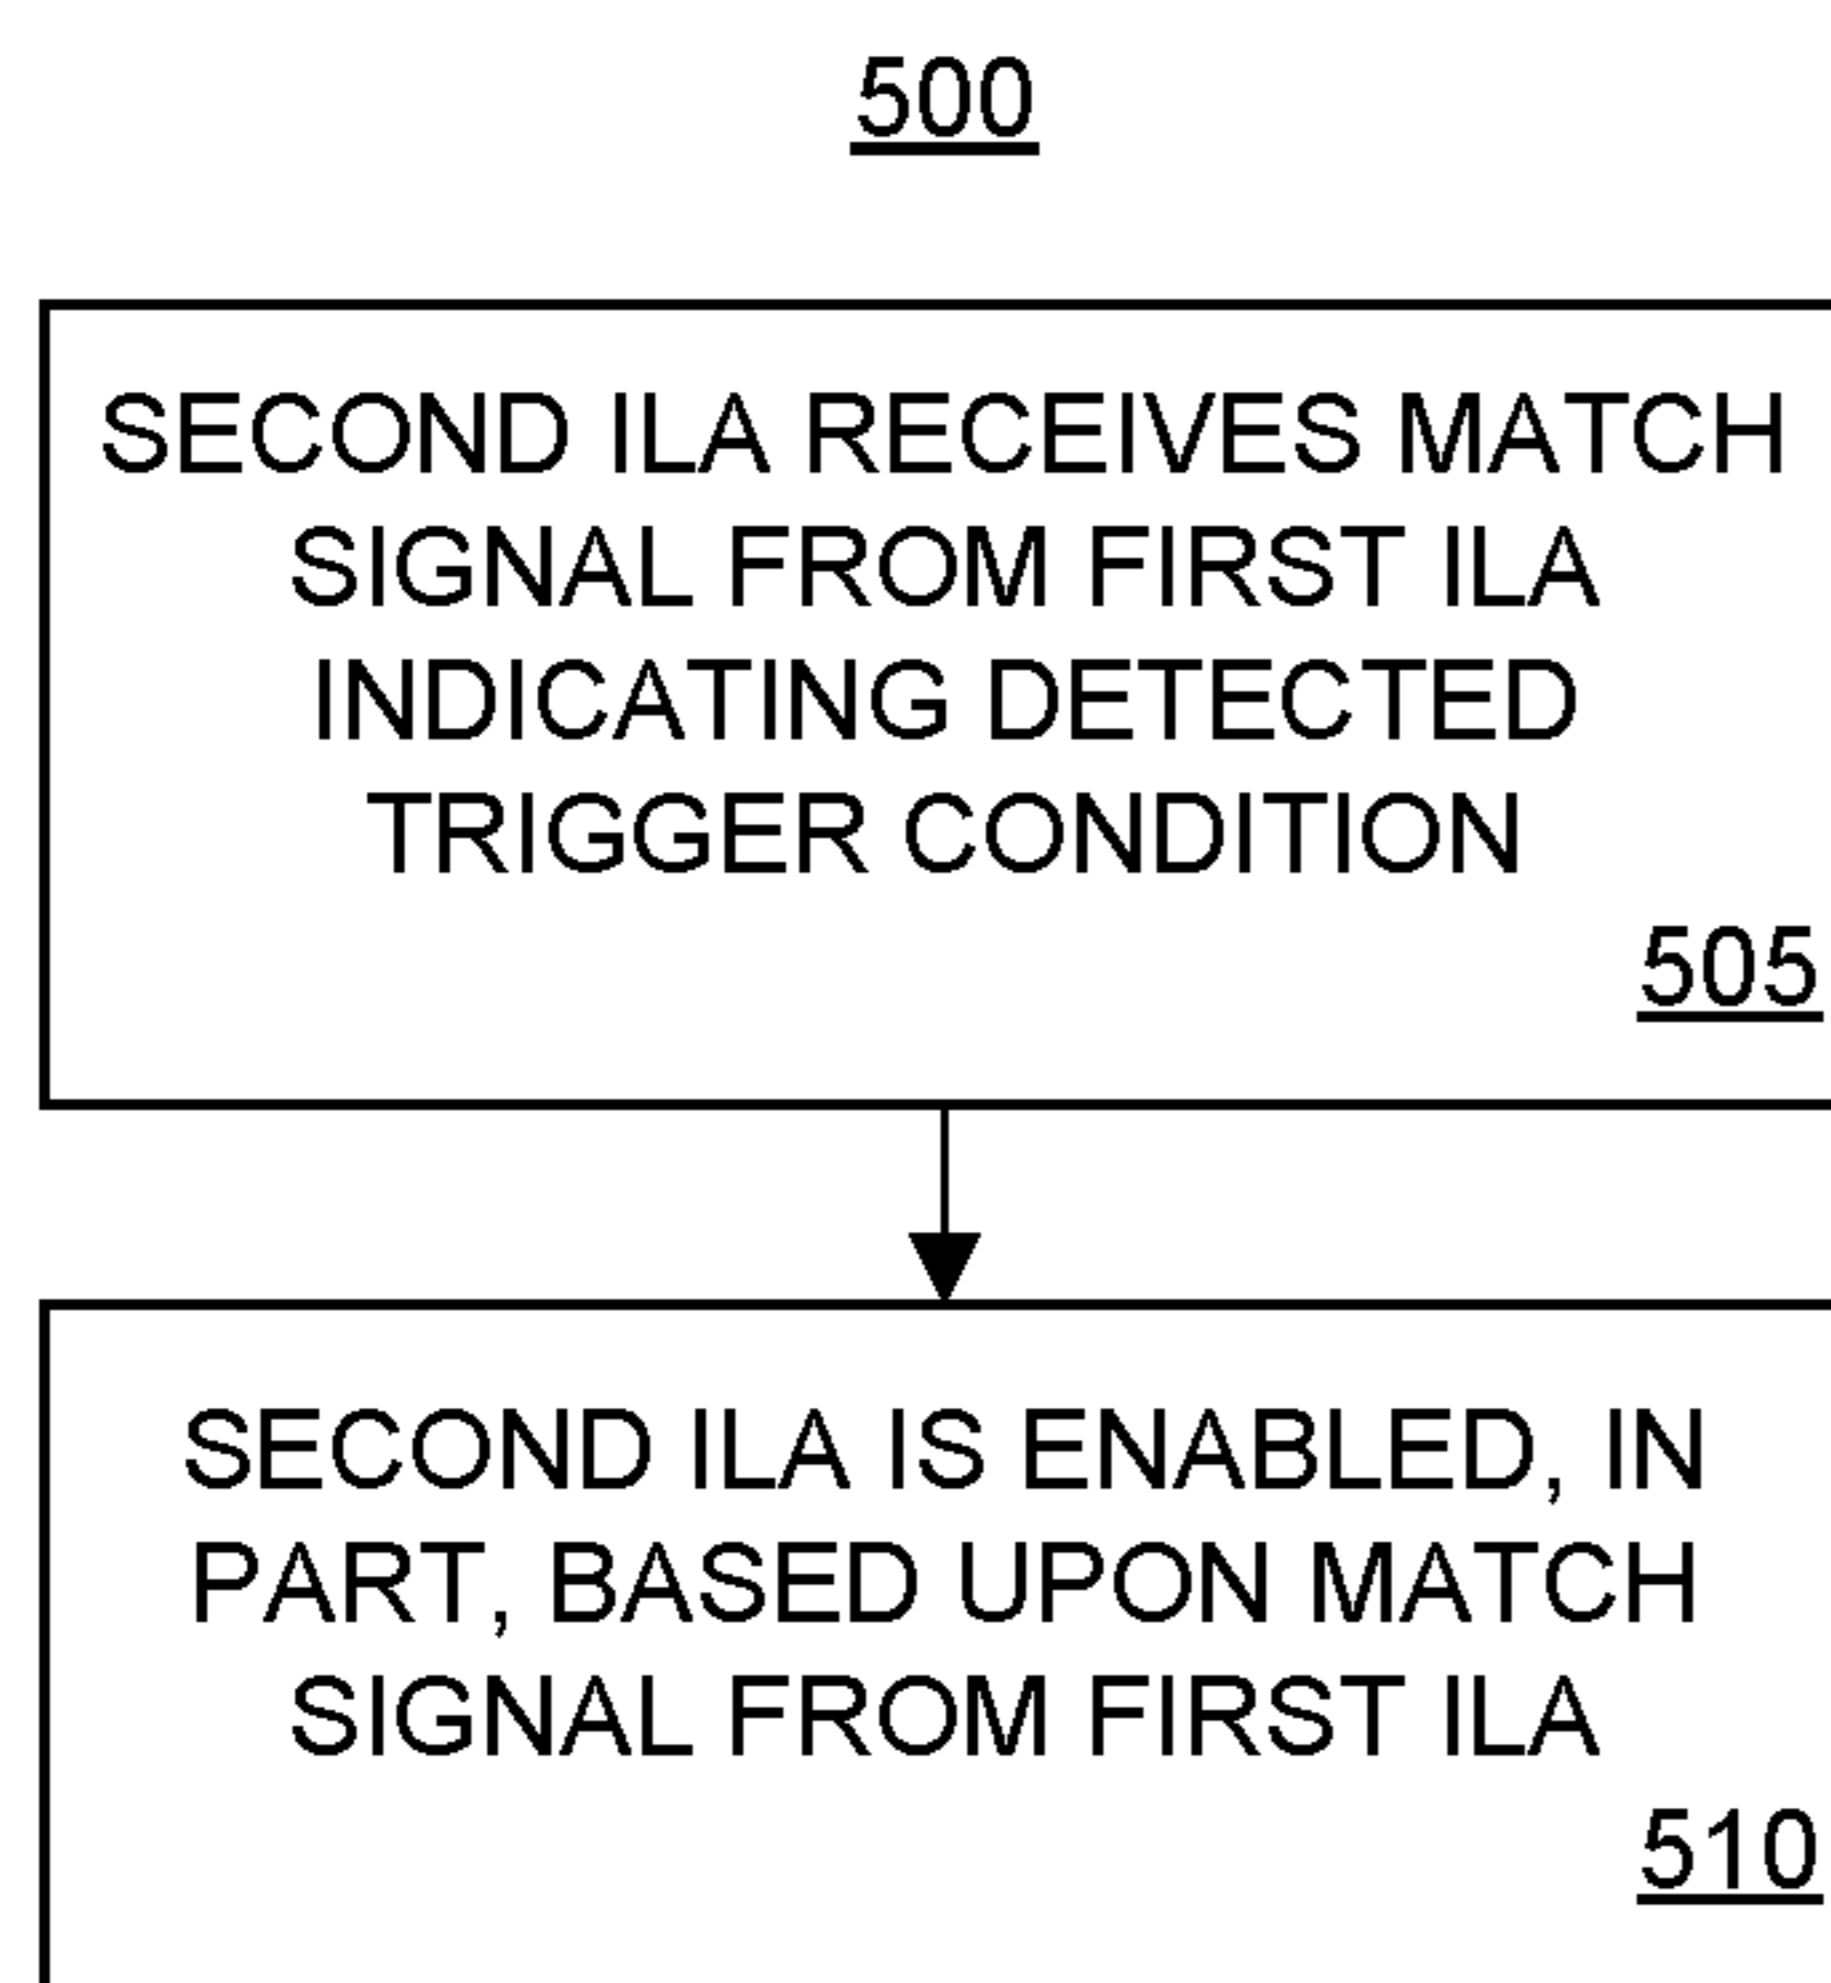 500
SECOND ILA RECEIVES MATCH
SIGNAL FROM FIRST ILA
INDICATING DETECTED
TRIGGER CONDITION
505
SECOND ILA IS ENABLED, IN
PART, BASED UPON MATCH
SIGNAL FROM FIRST ILA
510